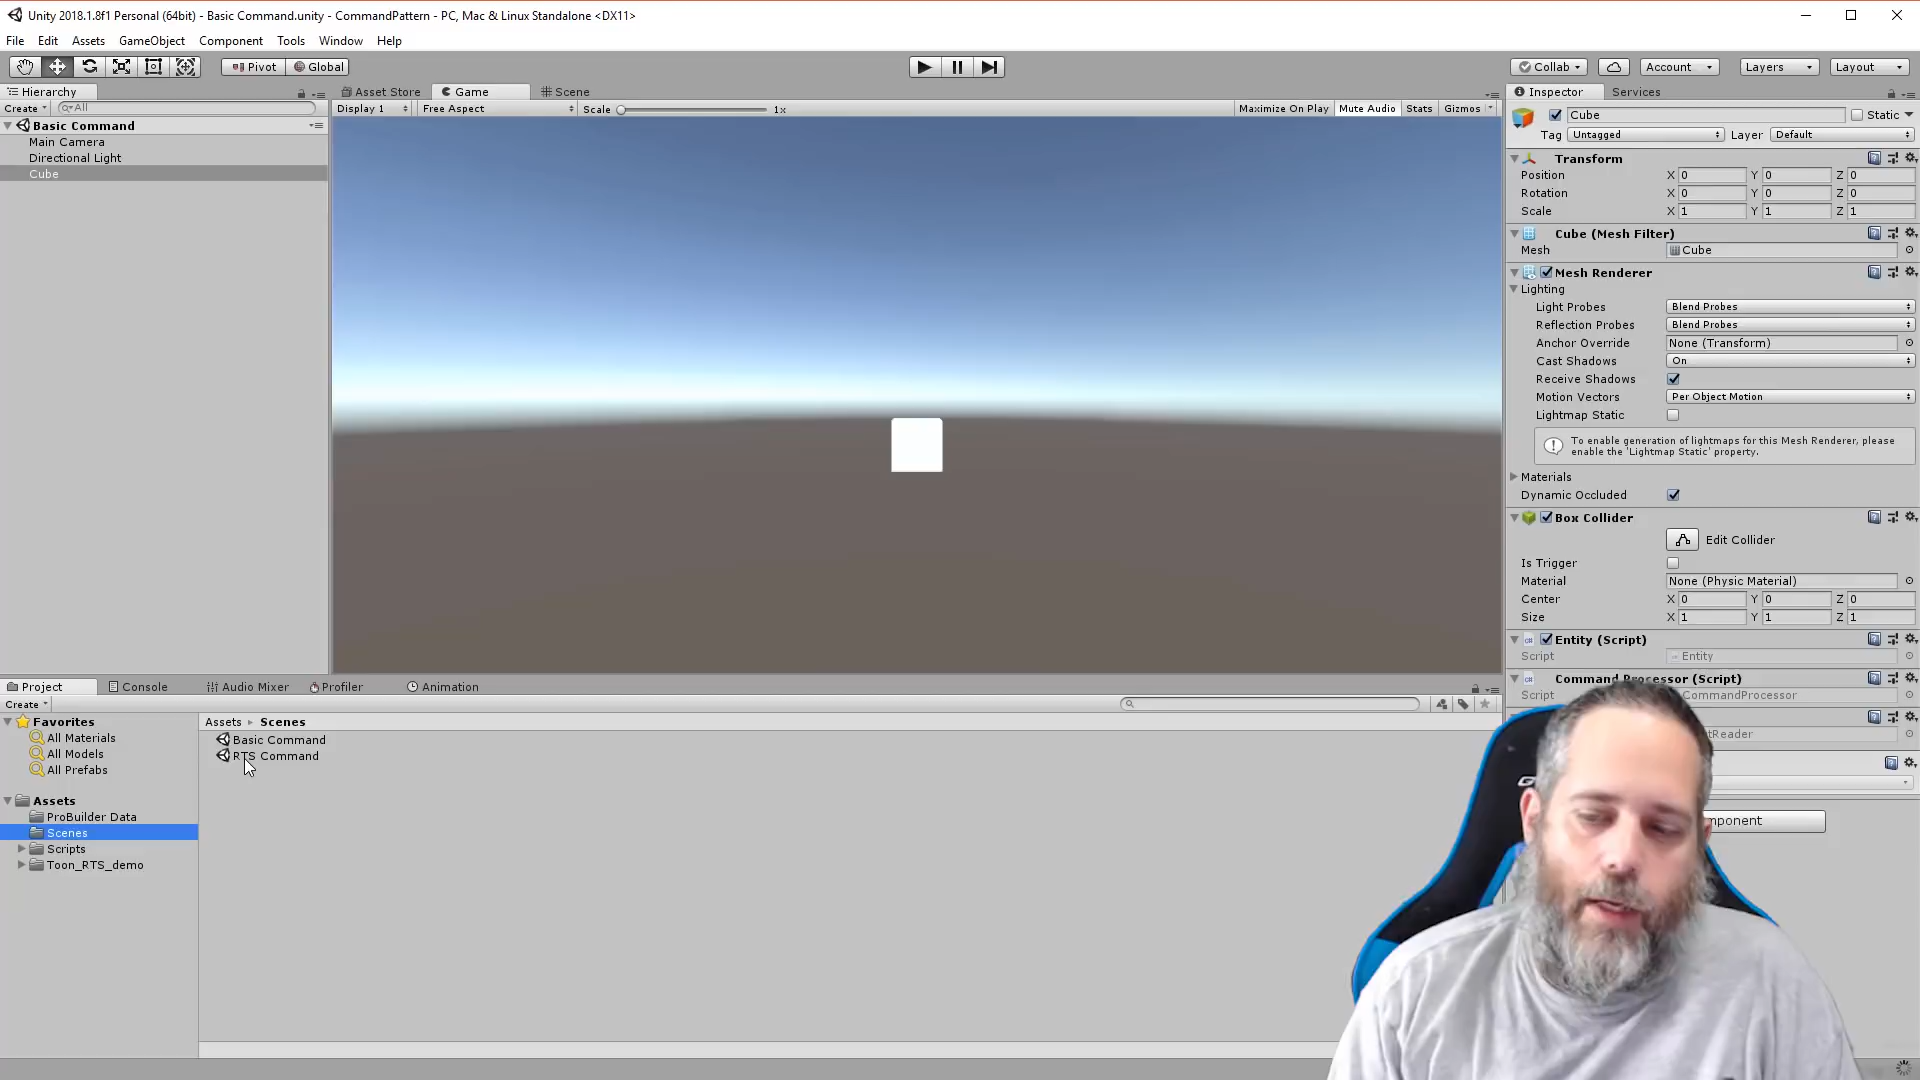 Unity 2018.1.8f1 Personal (64bit) - Basic Command.unity - CommandPattern - PC, Mac & Linux Standalone <DX11>
File Edit Assets GameObject Component Tools Window Help
Pivot Global Collab Account Layers Layout
Hierarchy Asset Store Game Scene Inspector Services
Create All Display 1 Free Aspect Scale 1x Maximize On Play Mute Audio Stats Gizmos
Cube Static
Basic Command
Main Camera
Directional Light
Cube
Tag Untagged Layer Default
Transform
Position X 0 Y 0 Z 0
Rotation X 0 Y 0 Z 0
Scale X 1 Y 1 Z 1
Cube (Mesh Filter)
Mesh Cube
Mesh Renderer
Lighting
Light Probes Blend Probes
Reflection Probes Blend Probes
Anchor Override None (Transform)
Cast Shadows On
Receive Shadows
Motion Vectors Per Object Motion
Lightmap Static
To enable generation of lightmaps for this Mesh Renderer, please
enable the 'Lightmap Static' property.
Materials
Dynamic Occluded
Box Collider
Edit Collider
Is Trigger
Material None (Physic Material)
Center X 0 Y 0 Z 0
Size X 1 Y 1 Z 1
Entity (Script)
Script Entity
Command Processor (Script)
Script CommandProcessor
Project Console Audio Mixer Profiler Animation
Create
Favorites
All Materials
All Models
All Prefabs
Assets
ProBuilder Data
Scenes
Scripts
Toon_RTS_demo
Assets Scenes
Basic Command
RTS Command